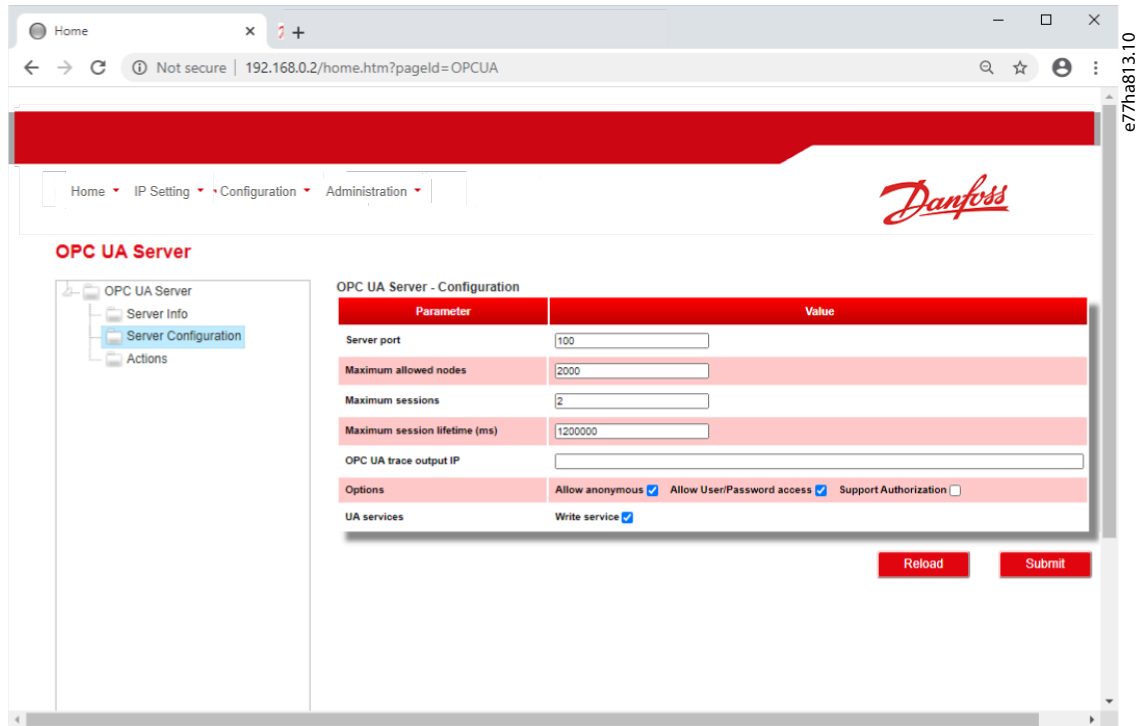 Home
Not secure | 192.168.0.2/home.htm?pageId=OPCUA
e77ha813.10
Home IP Setting Configuration Administration
Danfoss
OPC UA Server
OPC UA Server
Server Info
Server Configuration
Actions
OPC UA Server - Configuration
Parameter Value
Server port 100
Maximum allowed nodes 2000
Maximum sessions 2
Maximum session lifetime (ms) 1200000
OPC UA trace output IP
Options Allow anonymous Allow User/Password access Support Authorization
UA services Write service
Reload Submit